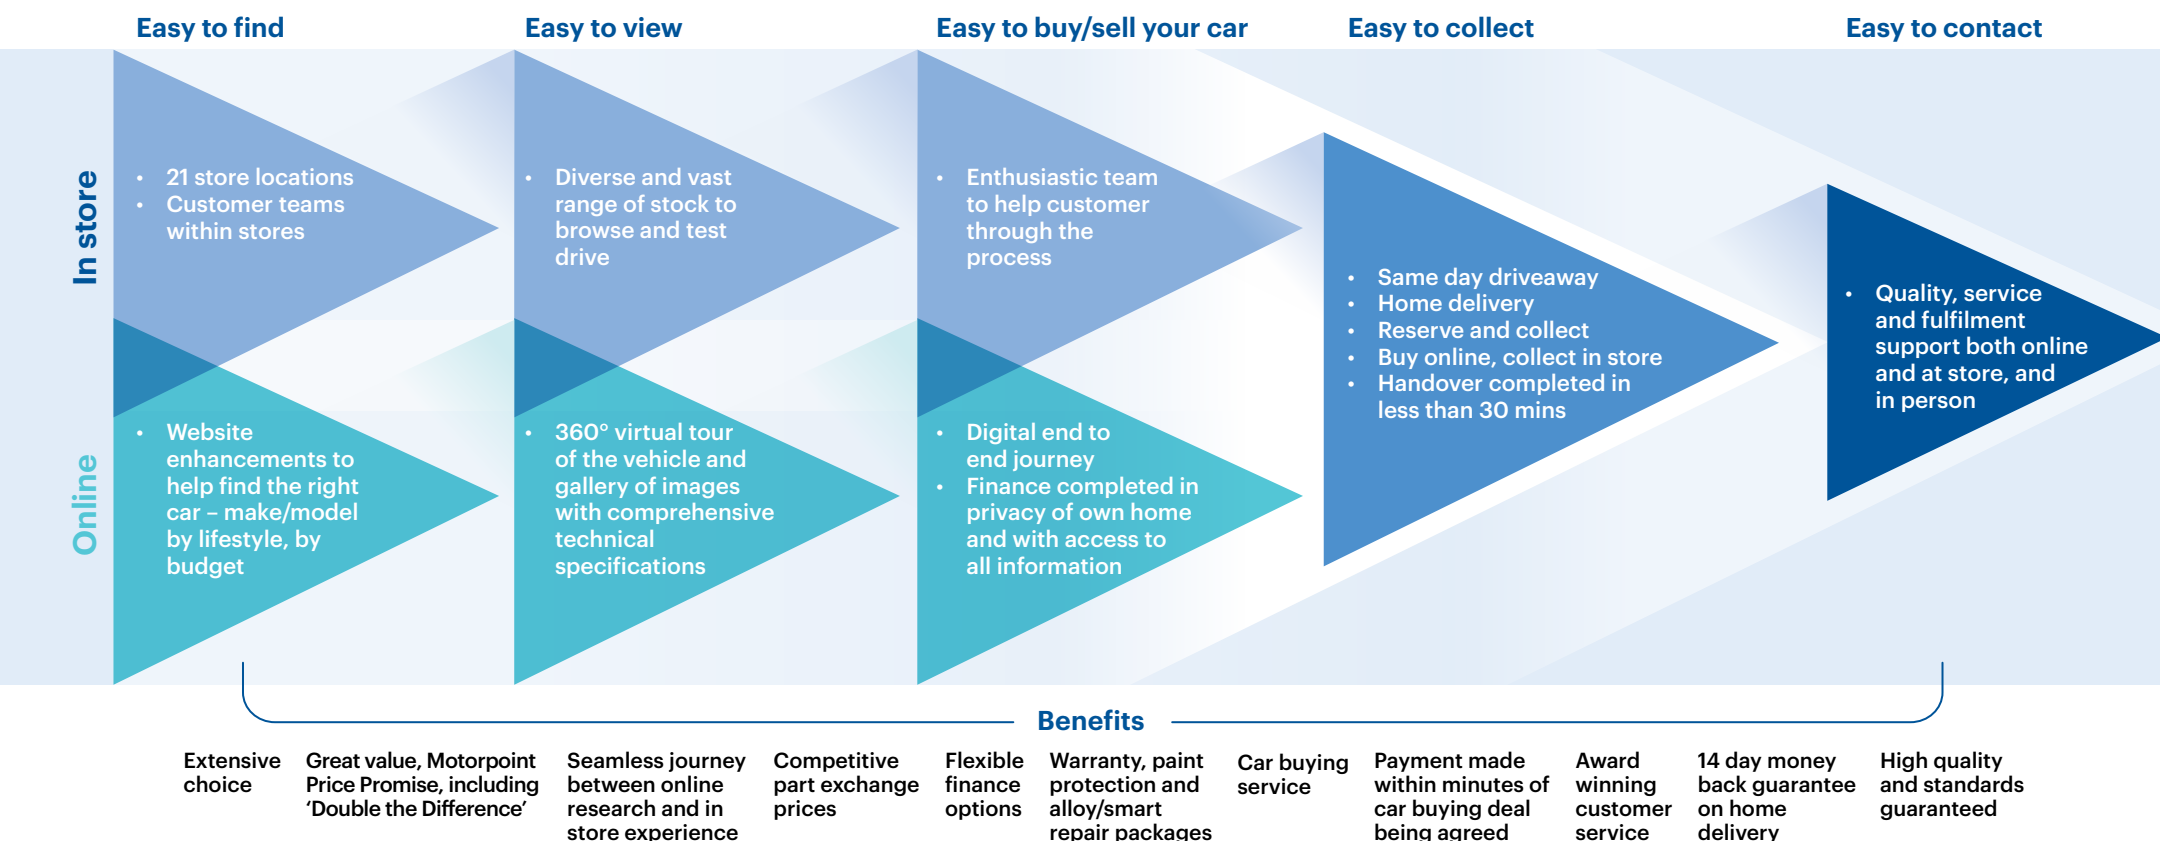 Easy to find
Easy to view
Easy to buy/sell your car
Easy to collect
Easy to contact
In store
• 21 store locations
• Customer teams
within stores
• Diverse and vast
range of stock to
browse and test
drive
• Enthusiastic team
to help customer
through the
process
• Same day driveaway
• Home delivery
• Reserve and collect
• Buy online, collect in store
• Handover completed in
less than 30 mins
• Quality, service
and fulfilment
support both online
and at store, and
in person
Online
• Website
enhancements to
help find the right
car – make/model
by lifestyle, by
budget
• 360° virtual tour
of the vehicle and
gallery of images
with comprehensive
technical
specifications
• Digital end to
end journey
• Finance completed in
privacy of own home
and with access to
all information
Benefits
Extensive
choice
Great value, Motorpoint
Price Promise, including
‘Double the Difference’
Seamless journey
between online
research and in
store experience
Competitive
part exchange
prices
Flexible
finance
options
Warranty, paint
protection and
alloy/smart
repair packages
Car buying
service
Payment made
within minutes of
car buying deal
being agreed
Award
winning
customer
service
14 day money
back guarantee
on home
delivery
High quality
and standards
guaranteed